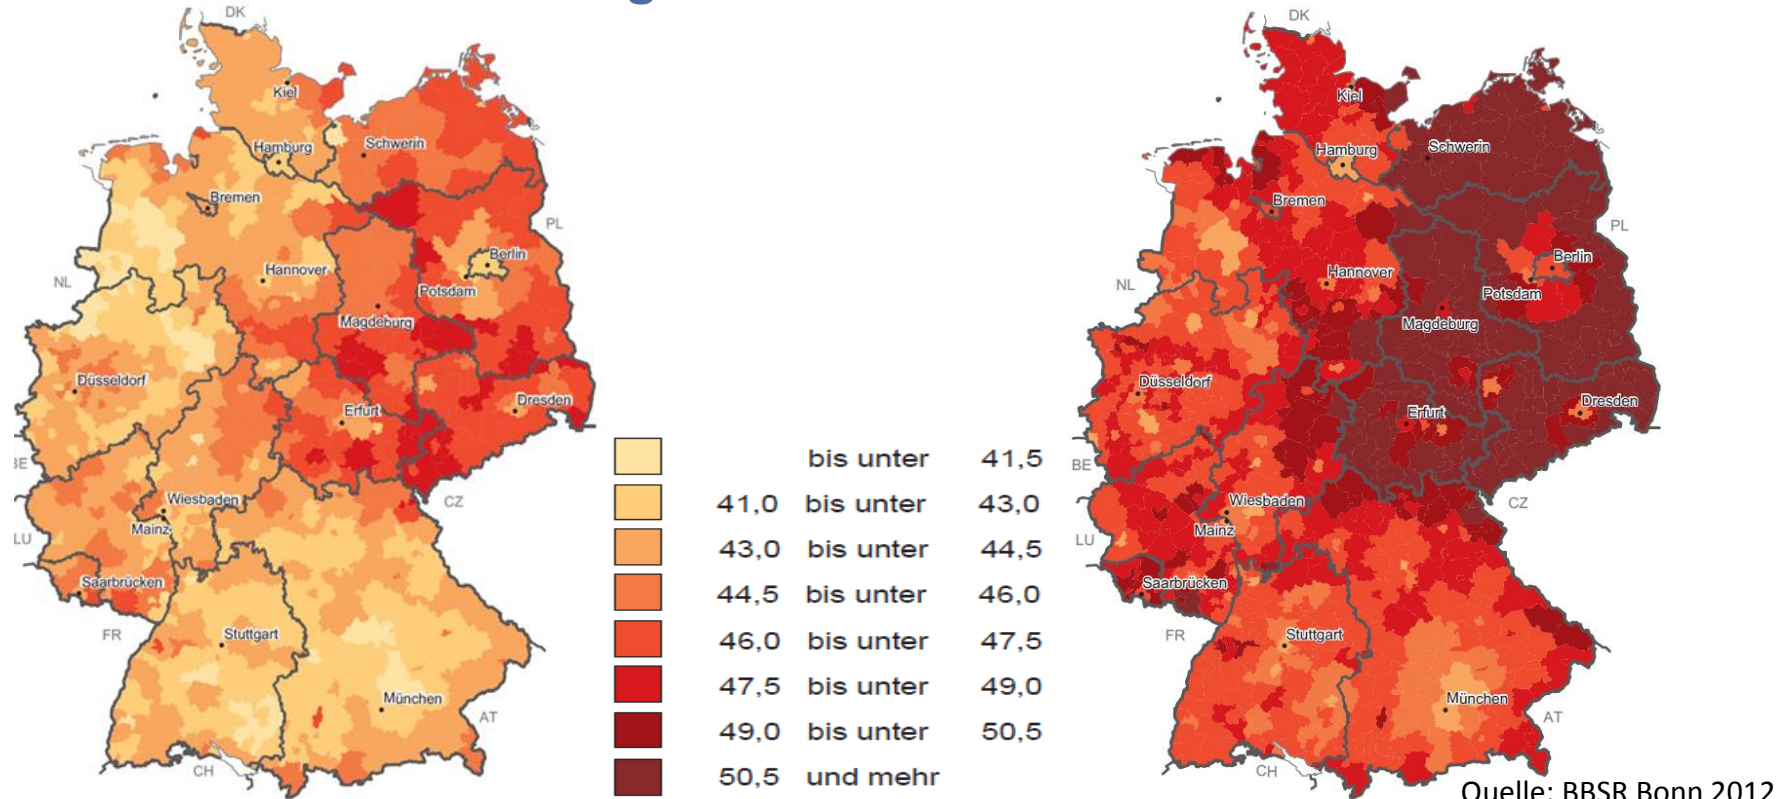 DK
Kiel
Hamburg
Schwerin
Bremen
PL
Berlin
Hannover
NL
Potsdam
Magdeburg
Düsseldorf
Dresden
Erfurt
BE
Wiesbaden
CZ
Mainz
LU
Saarbrücken
FR
Stuttgart
München
AT
CH
bis unter 41,5
41,0 bis unter 43,0
43,0 bis unter 44,5
44,5 bis unter 46,0
46,0 bis unter 47,5
47,5 bis unter 49,0
49,0 bis unter 50,5
50,5 und mehr
DK
Kiel
Hamburg
Schwerin
Bremen
PL
Berlin
Hannover
NL
Potsdam
Magdeburg
Düsseldorf
Dresden
Erfurt
BE
Wiesbaden
CZ
Mainz
LU
Saarbrücken
FR
Stuttgart
München
AT
CH
Quelle: BBSR Bonn 2012